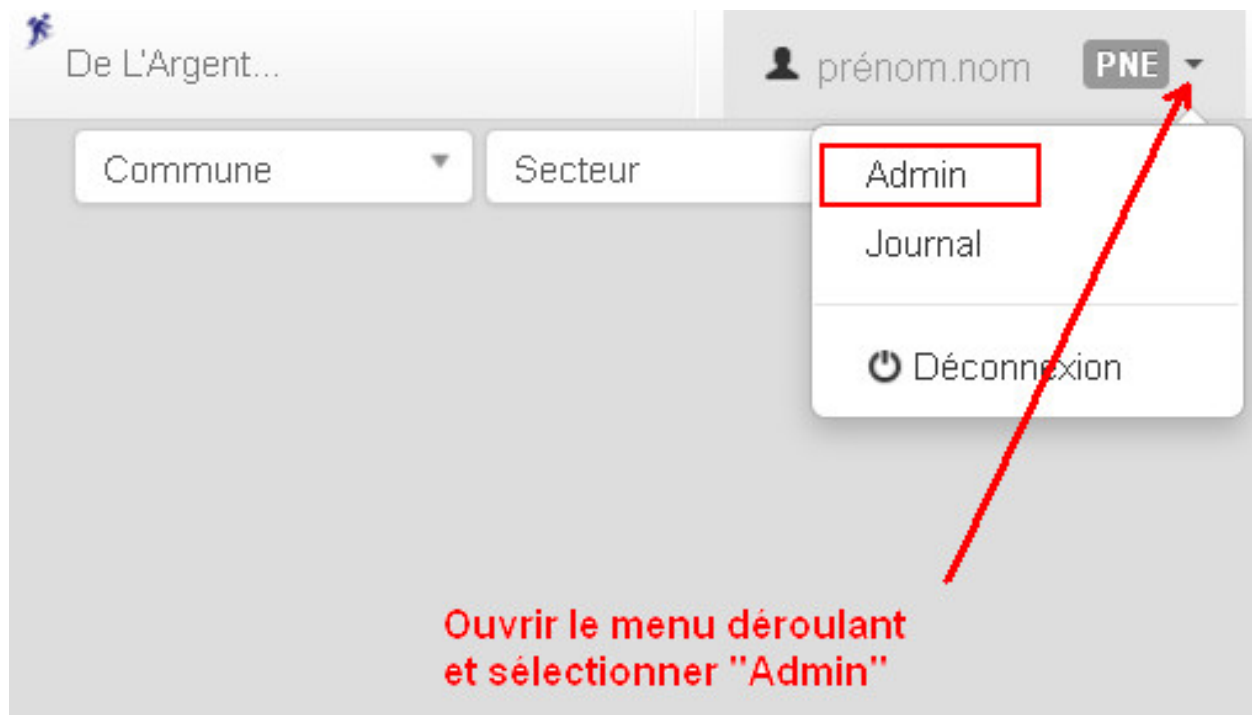 De L'Argent...
prénom.nom PNE
Commune Secteur
Admin
Journal
Déconnexion
Ouvrir le menu déroulant
et sélectionner "Admin"